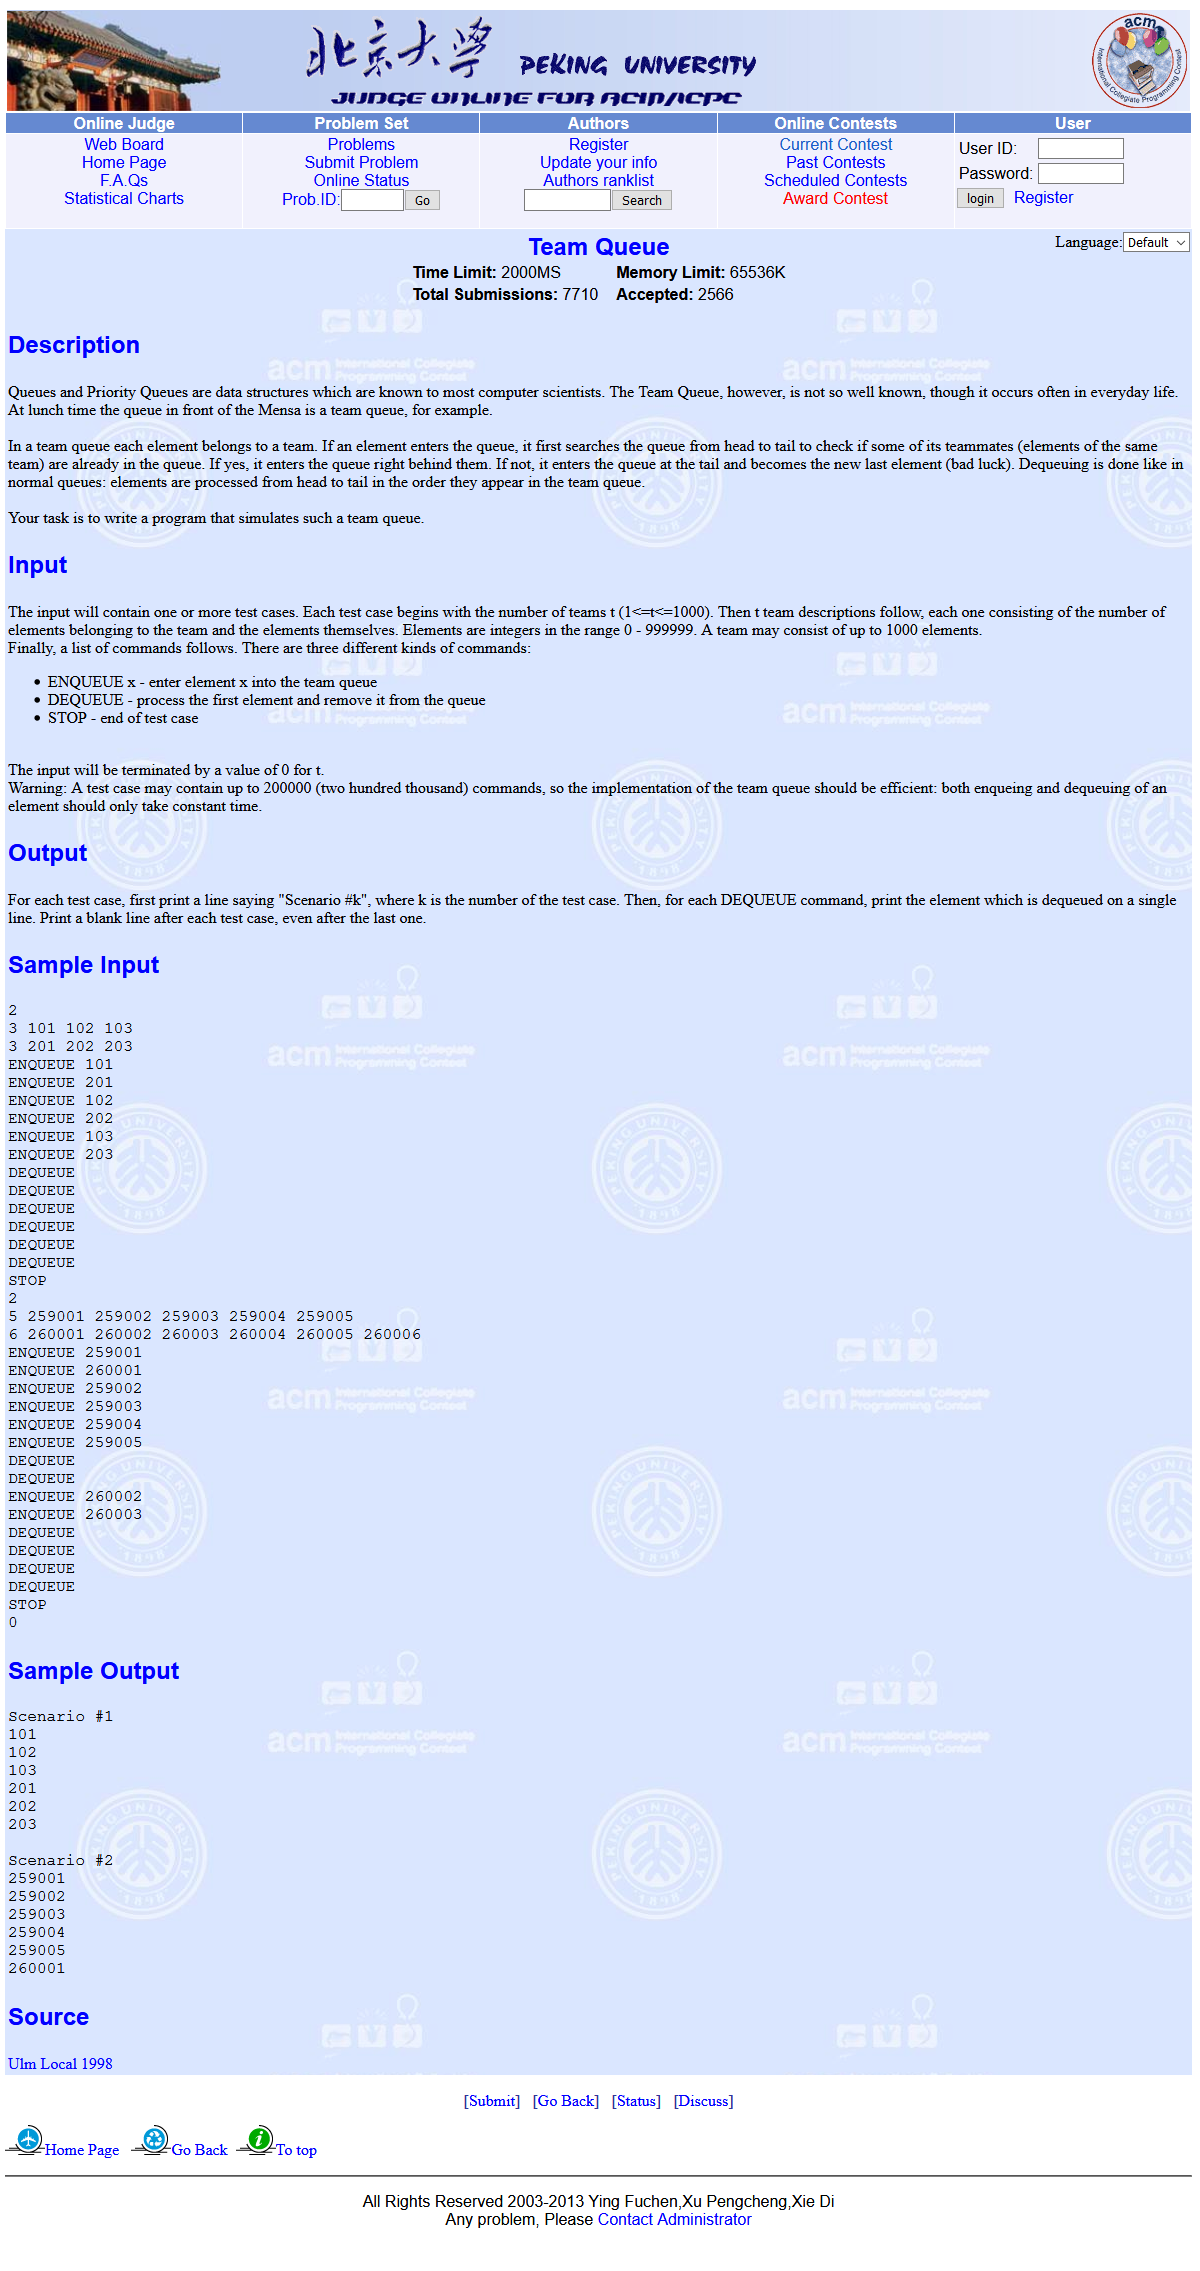 北京大学 PEKING UNIVERSITY
JUDGE ONLINE FOR ACM/ICPC
acm
International Collegiate Programming Contest
Online Judge Problem Set Authors Online Contests User
Web Board Problems Register Current Contest User ID:
Home Page Submit Problem Update your info Past Contests Password:
F.A.Qs Online Status Authors ranklist Scheduled Contests
Statistical Charts Prob.ID: Go Search Award Contest login Register
Language: Default
Team Queue
Time Limit: 2000MS Memory Limit: 65536K
Total Submissions: 7710 Accepted: 2566
Description
Queues and Priority Queues are data structures which are known to most computer scientists. The Team Queue, however, is not so well known, though it occurs often in everyday life.
At lunch time the queue in front of the Mensa is a team queue, for example.
In a team queue each element belongs to a team. If an element enters the queue, it first searches the queue from head to tail to check if some of its teammates (elements of the same
team) are already in the queue. If yes, it enters the queue right behind them. If not, it enters the queue at the tail and becomes the new last element (bad luck). Dequeuing is done like in
normal queues: elements are processed from head to tail in the order they appear in the team queue.
Your task is to write a program that simulates such a team queue.
Input
The input will contain one or more test cases. Each test case begins with the number of teams t (1<=t<=1000). Then t team descriptions follow, each one consisting of the number of
elements belonging to the team and the elements themselves. Elements are integers in the range 0 - 999999. A team may consist of up to 1000 elements.
Finally, a list of commands follows. There are three different kinds of commands:
• ENQUEUE x - enter element x into the team queue
• DEQUEUE - process the first element and remove it from the queue
• STOP - end of test case
The input will be terminated by a value of 0 for t.
Warning: A test case may contain up to 200000 (two hundred thousand) commands, so the implementation of the team queue should be efficient: both enqueing and dequeuing of an
element should only take constant time.
Output
For each test case, first print a line saying "Scenario #k", where k is the number of the test case. Then, for each DEQUEUE command, print the element which is dequeued on a single
line. Print a blank line after each test case, even after the last one.
Sample Input
2
3 101 102 103
3 201 202 203
ENQUEUE 101
ENQUEUE 201
ENQUEUE 102
ENQUEUE 202
ENQUEUE 103
ENQUEUE 203
DEQUEUE
DEQUEUE
DEQUEUE
DEQUEUE
DEQUEUE
DEQUEUE
STOP
2
5 259001 259002 259003 259004 259005
6 260001 260002 260003 260004 260005 260006
ENQUEUE 259001
ENQUEUE 260001
ENQUEUE 259002
ENQUEUE 259003
ENQUEUE 259004
ENQUEUE 259005
DEQUEUE
DEQUEUE
ENQUEUE 260002
ENQUEUE 260003
DEQUEUE
DEQUEUE
DEQUEUE
DEQUEUE
STOP
0
Sample Output
Scenario #1
101
102
103
201
202
203
Scenario #2
259001
259002
259003
259004
259005
260001
Source
Ulm Local 1998
[Submit] [Go Back] [Status] [Discuss]
Home Page Go Back To top
All Rights Reserved 2003-2013 Ying Fuchen,Xu Pengcheng,Xie Di
Any problem, Please Contact Administrator